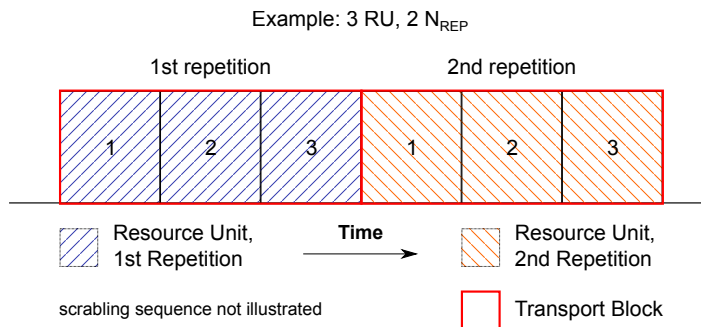 Example: 3 RU, 2 N_REP
1st repetition 2nd repetition
1 2 3 1 2 3
Resource Unit,
1st Repetition
Time
Resource Unit,
2nd Repetition
scrabling sequence not illustrated
Transport Block